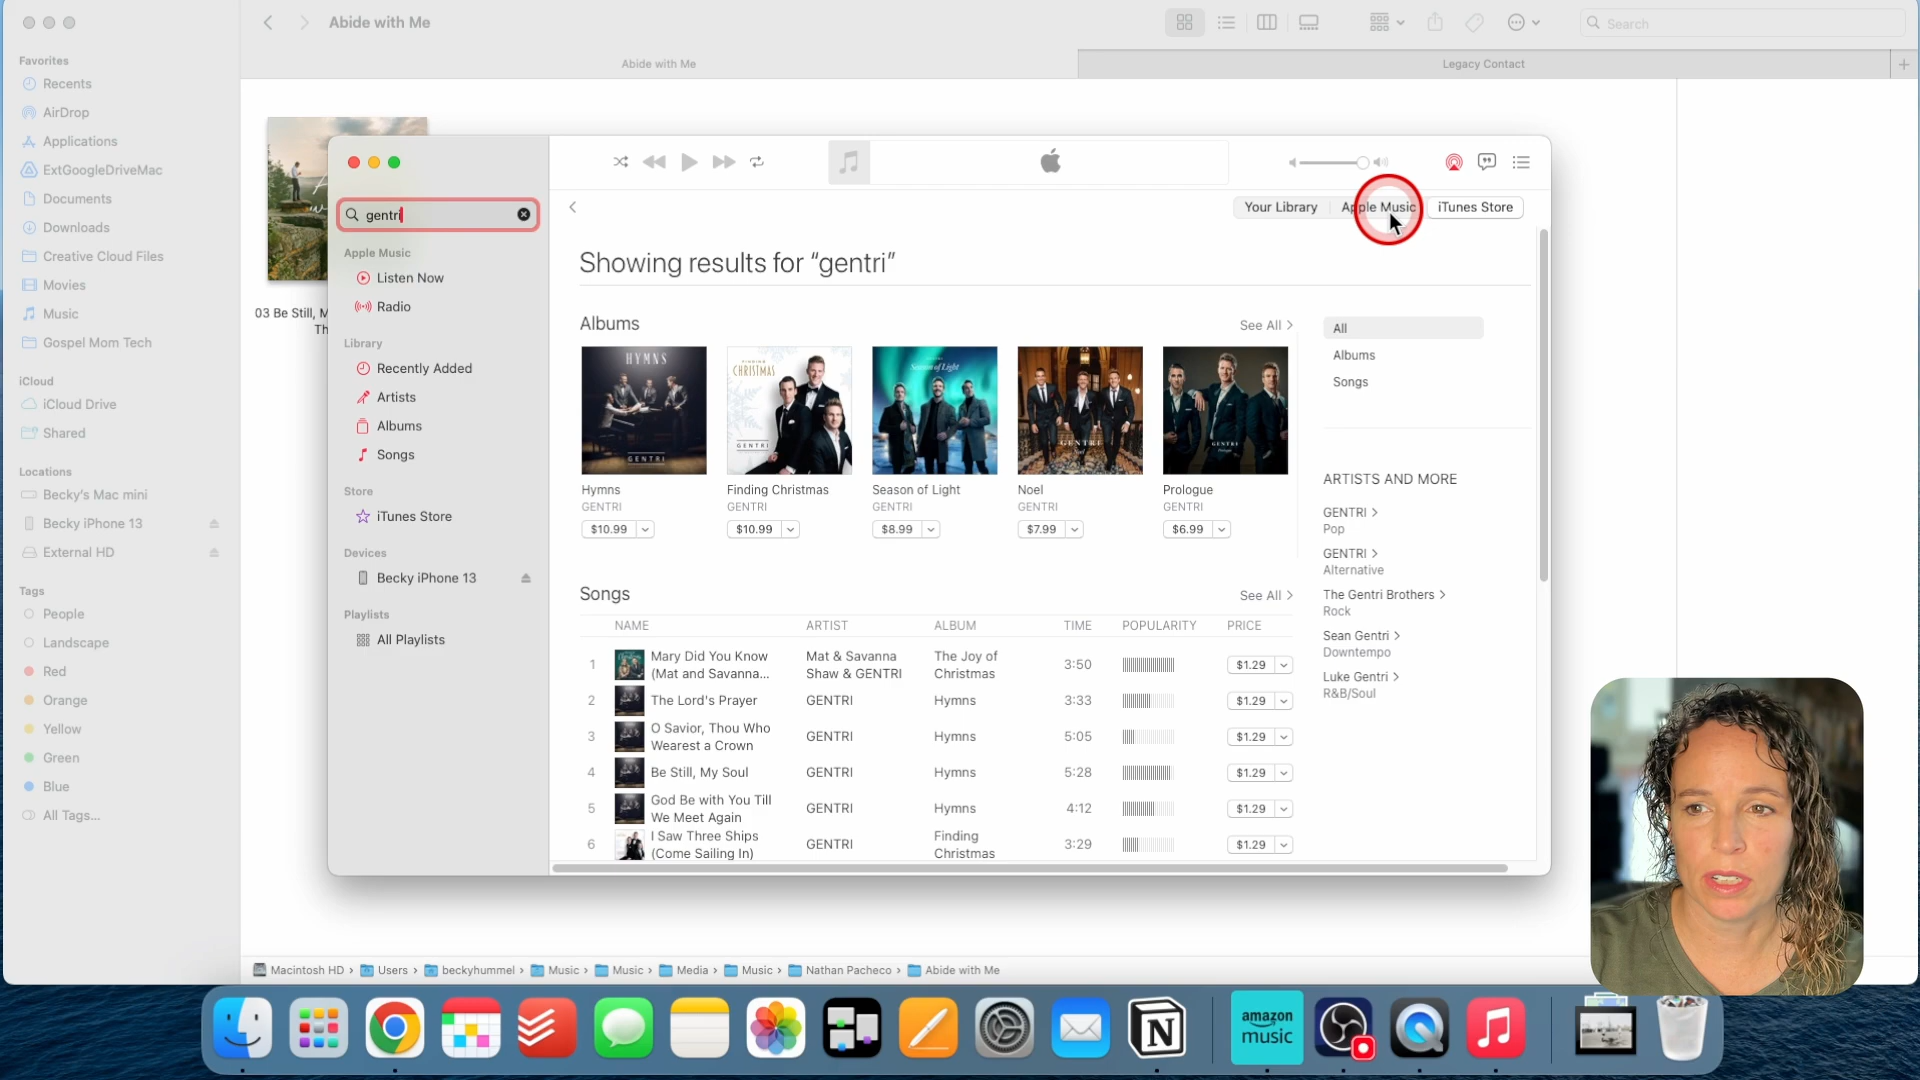 Abide with Me
Search
Abide with Me
Legacy Contact
Favorites
Recents
AirDrop
Applications
ExtGoogleDriveMac
Documents
Downloads
Creative Cloud Files
Movies
Music
Gospel Mom Tech
iCloud
iCloud Drive
Shared
Locations
Becky's Mac mini
Becky iPhone 13
External HD
Tags
People
Landscape
Red
Orange
Yellow
Green
Blue
All Tags...
03 Be Still, M
Th
gentri
Apple Music
Listen Now
Radio
Library
Recently Added
Artists
Albums
Songs
Store
iTunes Store
Devices
Becky iPhone 13
Playlists
All Playlists
Your Library
Apple Music
iTunes Store
Showing results for “gentri”
Albums
See All >
HYMNS
GENTRI
FINDING
CHRISTMAS
GENTRI
Season of Light
GENTRI
GENTRI
Prologue
Hymns
GENTRI
$10.99
Finding Christmas
GENTRI
$10.99
Season of Light
GENTRI
$8.99
Noel
GENTRI
$7.99
Prologue
GENTRI
$6.99
All
Albums
Songs
ARTISTS AND MORE
GENTRI >
Pop
GENTRI >
Alternative
The Gentri Brothers >
Rock
Sean Gentri >
Downtempo
Luke Gentri >
R&B/Soul
Songs
See All >
NAME ARTIST ALBUM TIME POPULARITY PRICE
1 Mary Did You Know (Mat and Savanna... Mat & Savanna Shaw & GENTRI The Joy of Christmas 3:50 $1.29
2 The Lord's Prayer GENTRI Hymns 3:33 $1.29
3 O Savior, Thou Who Wearest a Crown GENTRI Hymns 5:05 $1.29
4 Be Still, My Soul GENTRI Hymns 5:28 $1.29
5 God Be with You Till We Meet Again GENTRI Hymns 4:12 $1.29
6 I Saw Three Ships (Come Sailing In) GENTRI Finding Christmas 3:29 $1.29
Macintosh HD › Users › beckyhummel › Music › Music › Media › Music › Nathan Pacheco › Abide with Me
amazon
music